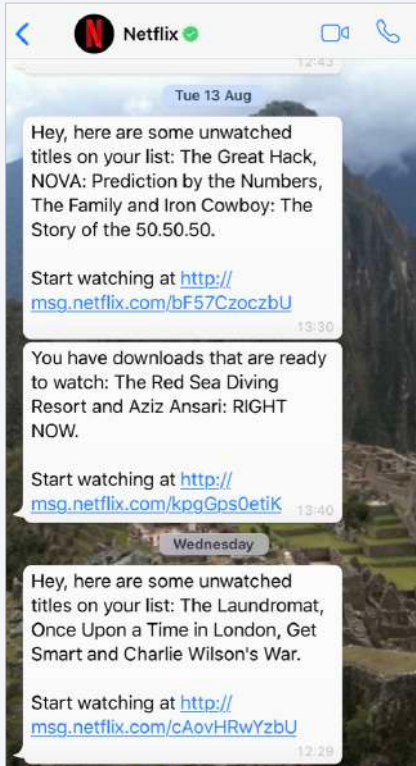 Netflix
12:43
Tue 13 Aug
Hey, here are some unwatched
titles on your list: The Great Hack,
NOVA: Prediction by the Numbers,
The Family and Iron Cowboy: The
Story of the 50.50.50.
Start watching at http://
msg.netflix.com/bF57CzoczbU
13:30
You have downloads that are ready
to watch: The Red Sea Diving
Resort and Aziz Ansari: RIGHT
NOW.
Start watching at http://
msg.netflix.com/kpgGps0etiK 13:40
Wednesday
Hey, here are some unwatched
titles on your list: The Laundromat,
Once Upon a Time in London, Get
Smart and Charlie Wilson's War.
Start watching at http://
msg.netflix.com/cAovHRwYzbU
12:29